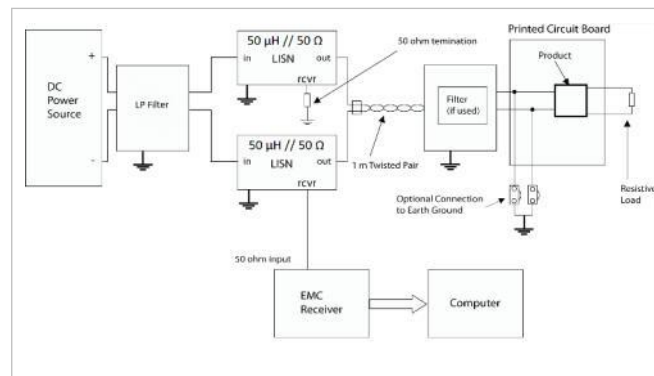 Printed Circuit Board
50 µH // 50 Ω
in LISN out
rcvr
50 ohm temination
Product
+
DC
Power
Source
-
LP Filter
Filter
(if used)
50 µH // 50 Ω
in LISN out
rcvr
1 m Twisted Pair
Optional Connection
to Earth Ground
Resistive
Load
50 ohm input
EMC
Receiver
Computer